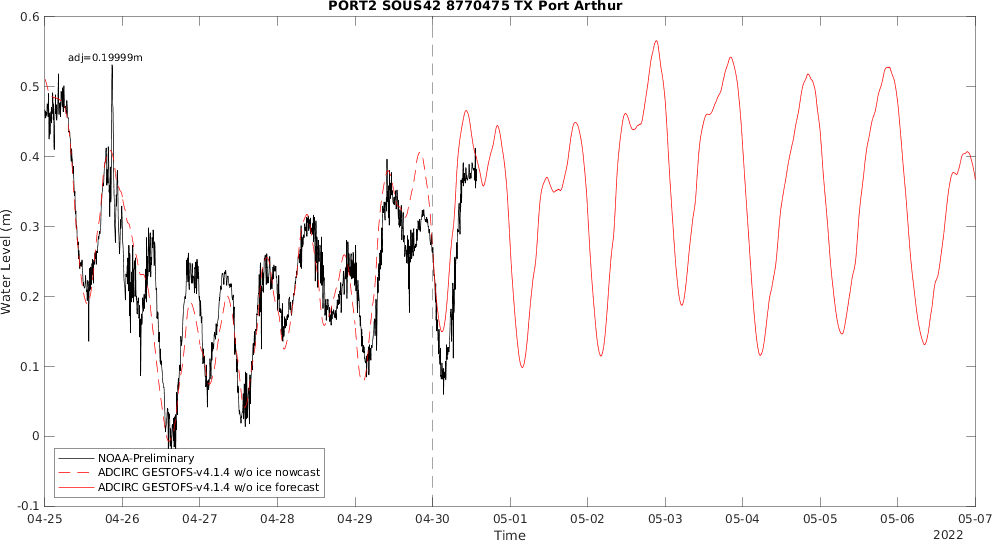 PORT2 SOUS42 8770475 TX Port Arthur
adj=0.19999m
Water Level (m)
0.6
0.5
0.4
0.3
0.2
0.1
0
-0.1
NOAA-Preliminary
ADCIRC GESTOFS-v4.1.4 w/o ice nowcast
ADCIRC GESTOFS-v4.1.4 w/o ice forecast
04-25 04-26 04-27 04-28 04-29 04-30 05-01 05-02 05-03 05-04 05-05 05-06 05-07
Time
2022